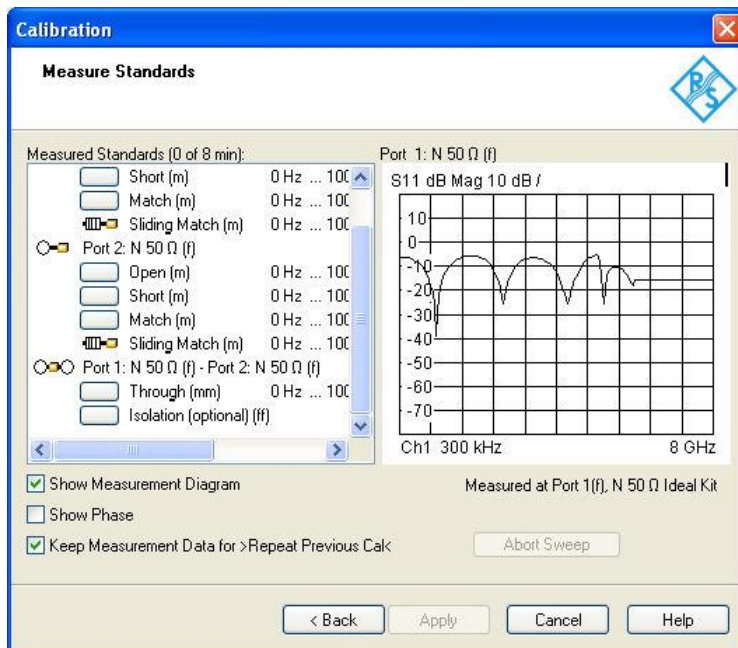 Calibration
Measure Standards
R S
Measured Standards (0 of 8 min):
Short (m) 0 Hz ... 100
Match (m) 0 Hz ... 100
Sliding Match (m) 0 Hz ... 100
Port 2: N 50 Ω (f)
Open (m) 0 Hz ... 100
Short (m) 0 Hz ... 100
Match (m) 0 Hz ... 100
Sliding Match (m) 0 Hz ... 100
Port 1: N 50 Ω (f) - Port 2: N 50 Ω (f)
Through (mm) 0 Hz ... 100
Isolation (optional) (ff)
Port 1: N 50 Ω (f)
S11 dB Mag 10 dB /
10
0
-10
-20
-30
-40
-50
-60
-70
Ch1 300 kHz 8 GHz
Show Measurement Diagram
Measured at Port 1(f), N 50 Ω Ideal Kit
Show Phase
Keep Measurement Data for >Repeat Previous Cal<
Abort Sweep
< Back
Apply
Cancel
Help